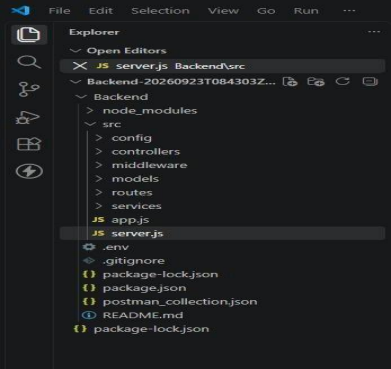 File Edit Selection View Go Run ...
Explorer ...
Open Editors
JS server.js Backend\src
Backend-20260923T084303Z...
Backend
node_modules
src
config
controllers
middleware
models
routes
services
JS app.js
JS server.js
.env
.gitignore
{} package-lock.json
{} package.json
{} postman_collection.json
README.md
{} package-lock.json